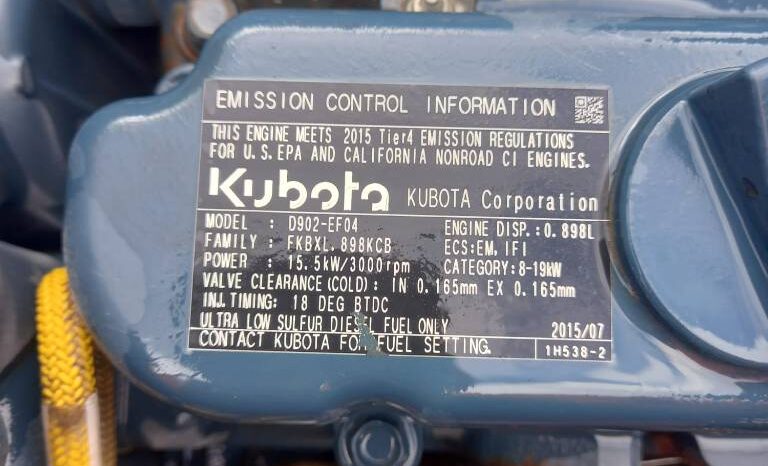 EMISSION CONTROL INFORMATION
THIS ENGINE MEETS 2015 Tier4 EMISSION REGULATIONS
FOR U.S.EPA AND CALIFORNIA NONROAD CI ENGINES.
Kubota KUBOTA Corporation
MODEL : D902-EF04 ENGINE DISP.:0.898L
FAMILY : FKBXL.898KCB ECS:EM,IFI
POWER : 15.5kW/3000rpm CATEGORY:8-19kW
VALVE CLEARANCE(COLD): IN 0.165mm EX 0.165mm
INJ.TIMING: 18 DEG BTDC
ULTRA LOW SULFUR DIESEL FUEL ONLY 2015/07
CONTACT KUBOTA FOR FUEL SETTING. 1H538-2